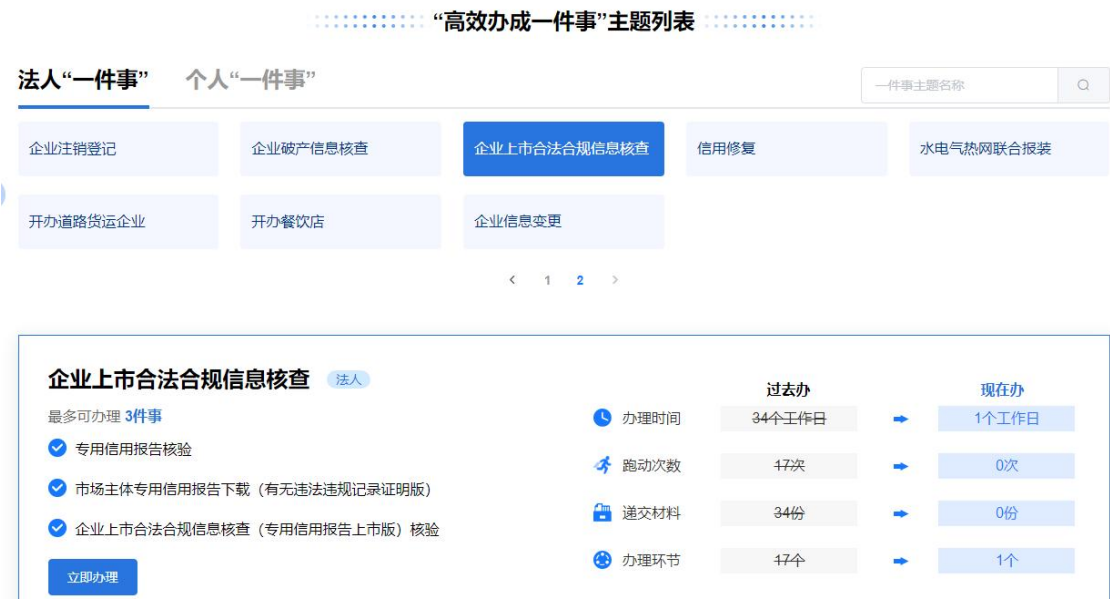 “高效办成一件事”主题列表
法人“一件事” 个人“一件事” 一件事主题名称
企业注销登记 企业破产信息核查 企业上市合法合规信息核查 信用修复 水电气热网联合报装
开办道路货运企业 开办餐饮店 企业信息变更
< 1 2 >
企业上市合法合规信息核查 法人
最多可办理 3件事
专用信用报告核验
市场主体专用信用报告下载（有无违法违规记录证明版）
企业上市合法合规信息核查（专用信用报告上市版）核验
立即办理
过去办 现在办
办理时间 34个工作日 1个工作日
跑动次数 17次 0次
递交材料 34份 0份
办理环节 17个 1个